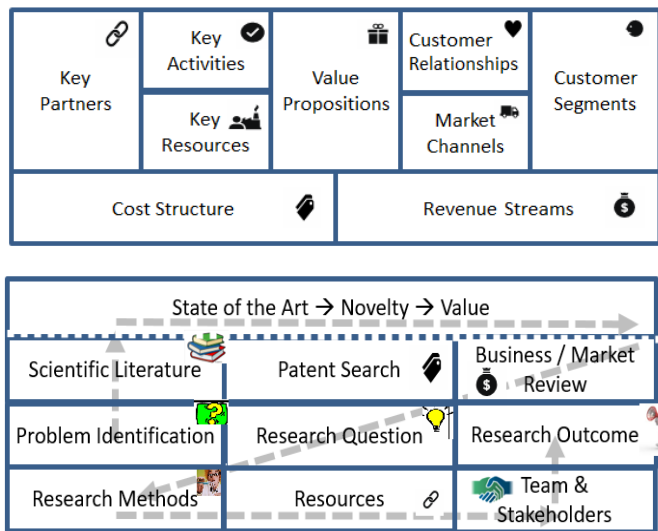 Key
Partners
Key
Activities
Key
Resources
Value
Propositions
Customer
Relationships
Market
Channels
Customer
Segments
Cost Structure
Revenue Streams
State of the Art → Novelty → Value
Scientific Literature
Patent Search
Business / Market
Review
Problem Identification
Research Question
Research Outcome
Research Methods
Resources
Team &
Stakeholders